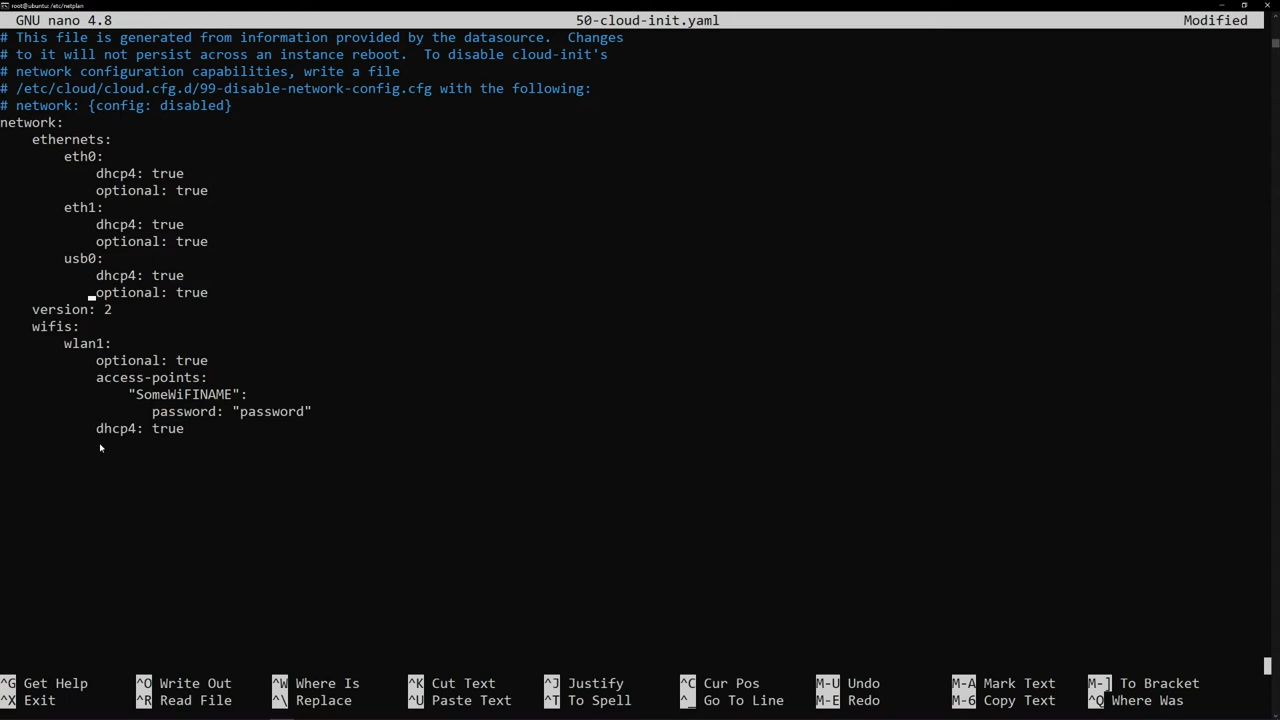 root@ubuntu: /etc/netplan
GNU nano 4.8 50-cloud-init.yaml Modified
# This file is generated from information provided by the datasource.  Changes
# to it will not persist across an instance reboot.  To disable cloud-init's
# network configuration capabilities, write a file
# /etc/cloud/cloud.cfg.d/99-disable-network-config.cfg with the following:
# network: {config: disabled}
network:
    ethernets:
        eth0:
            dhcp4: true
            optional: true
        eth1:
            dhcp4: true
            optional: true
        usb0:
            dhcp4: true
            optional: true
    version: 2
    wifis:
        wlan1:
            optional: true
            access-points:
                "SomeWiFINAME":
                   password: "password"
            dhcp4: true
^G Get Help ^O Write Out ^W Where Is ^K Cut Text ^J Justify ^C Cur Pos M-U Undo M-A Mark Text M-] To Bracket
^X Exit ^R Read File ^\ Replace ^U Paste Text ^T To Spell ^_ Go To Line M-E Redo M-6 Copy Text ^Q Where Was